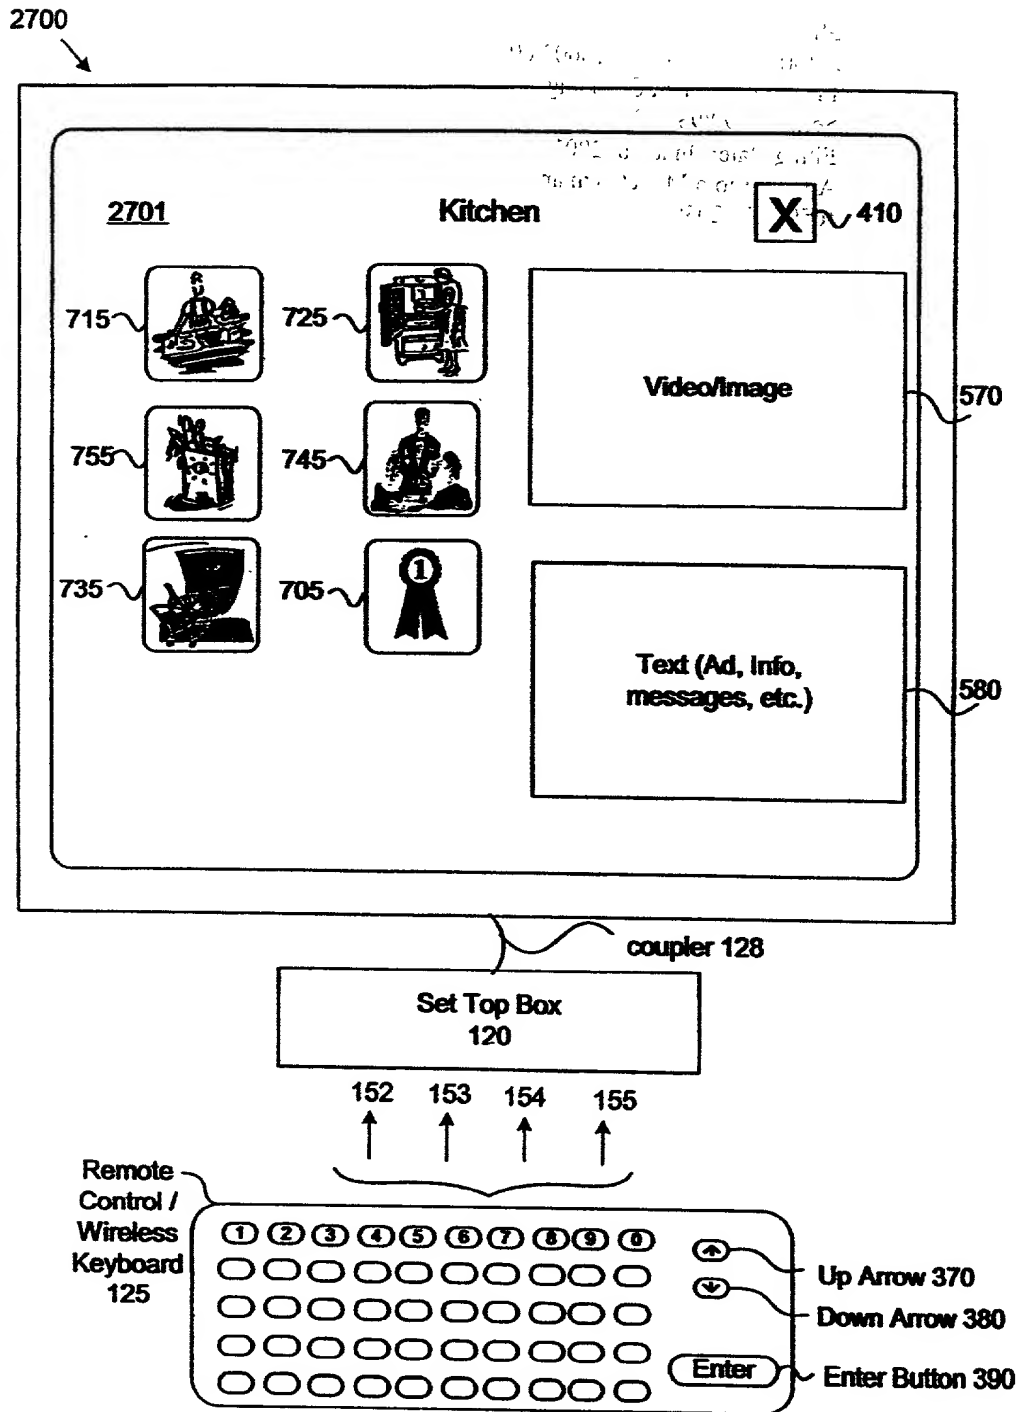 2700
2701
Kitchen
X
410
715
725
Video/Image
570
755
745
735
705
1
Text (Ad, Info,
messages, etc.)
580
coupler 128
Set Top Box
120
152 153 154 155
Remote
Control /
Wireless
Keyboard
125
1 2 3 4 5 6 7 8 9 0
Up Arrow 370
Down Arrow 380
Enter
Enter Button 390